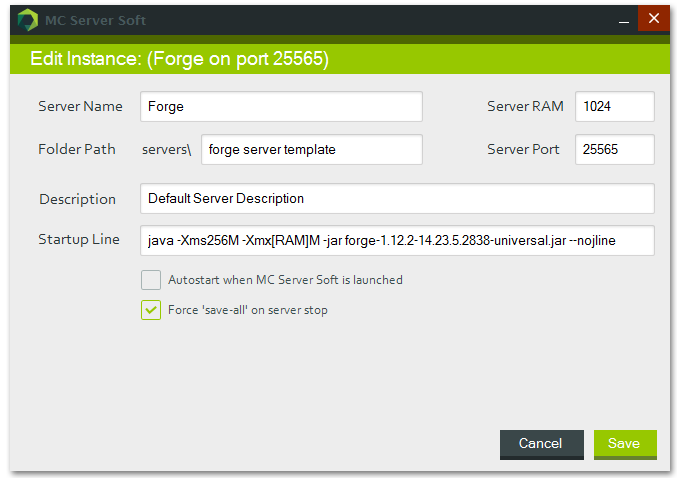 MC Server Soft
Edit Instance: (Forge on port 25565)
Server Name Forge Server RAM 1024
Folder Path servers\ forge server template Server Port 25565
Description Default Server Description
Startup Line java -Xms256M -Xmx[RAM]M -jar forge-1.12.2-14.23.5.2838-universal.jar --nojline
Autostart when MC Server Soft is launched
Force 'save-all' on server stop
Cancel Save